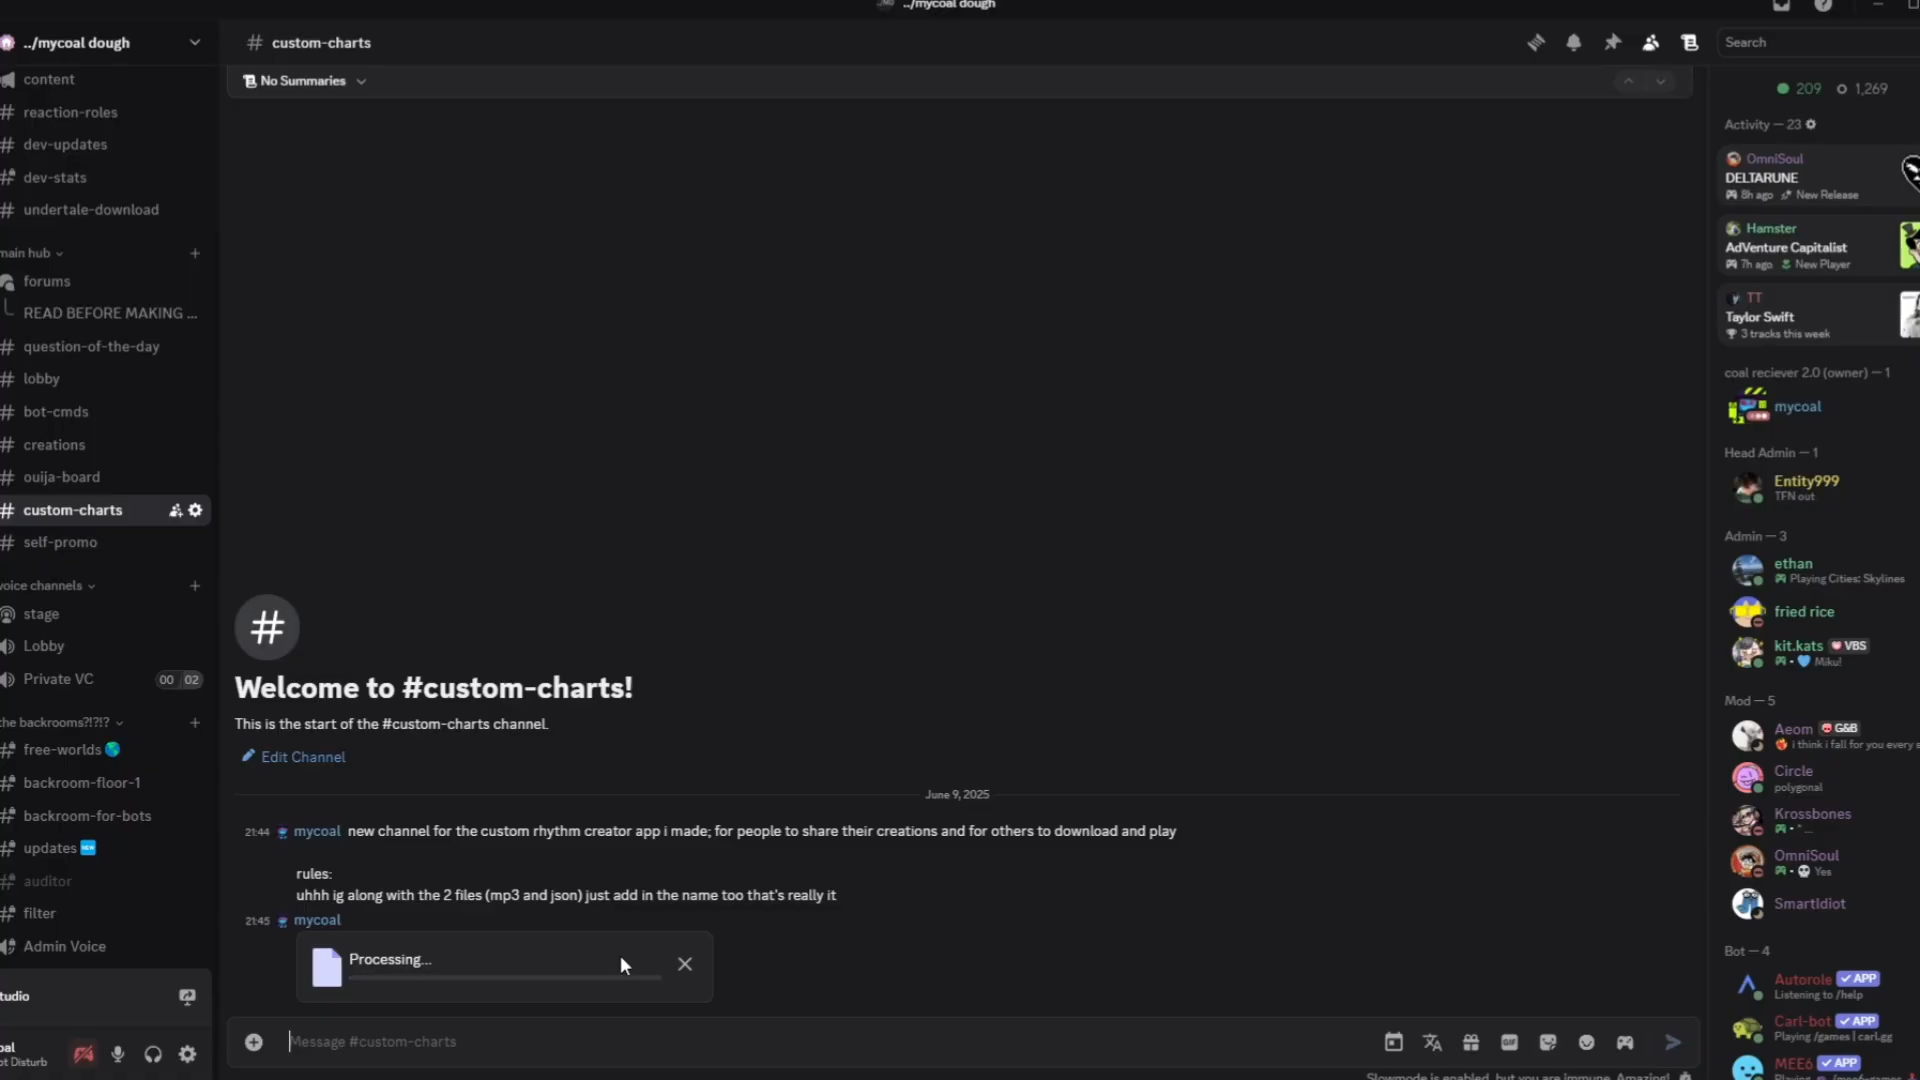 ../mycoal dough
../mycoal dough
content
reaction-roles
dev-updates
dev-stats
undertale-download
main hub
forums
READ BEFORE MAKING ...
question-of-the-day
lobby
bot-cmds
creations
ouija-board
custom-charts
self-promo
voice channels
stage
Lobby
Private VC 00 02
the backrooms?!?!?
free-worlds
backroom-floor-1
backroom-for-bots
updates NEW
auditor
filter
Admin Voice
tudio
oal
ot Disturb
# custom-charts
No Summaries
Welcome to #custom-charts!
This is the start of the #custom-charts channel.
Edit Channel
June 9, 2025
21:44 mycoal new channel for the custom rhythm creator app i made; for people to share their creations and for others to download and play
rules:
uhhh ig along with the 2 files (mp3 and json) just add in the name too that's really it
21:45 mycoal
Processing...
Message #custom-charts
GIF
Slowmode is enabled, but you are immune. Amazing!
Search
209 1,269
Activity — 23
OmniSoul
DELTARUNE
8h ago New Release
Hamster
AdVenture Capitalist
7h ago New Player
TT
Taylor Swift
3 tracks this week
coal reciever 2.0 (owner) — 1
mycoal
Head Admin — 1
Entity999
TFN out
Admin — 3
ethan
Playing Cities: Skylines
fried rice
kit.kats VBS
Miku!
Mod — 5
Aeom G&B
i think i fall for you every s
Circle
polygonal
Krossbones
OmniSoul
Yes
SmartIdiot
Bot — 4
Autorole APP
Listening to /help
Carl-bot APP
Playing /games | carl.gg
MEE6 APP